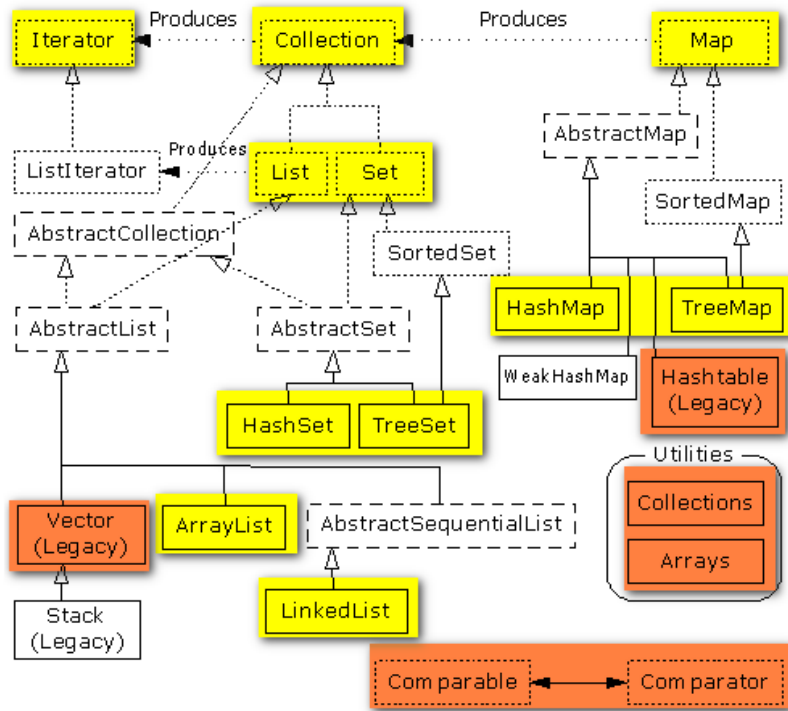 Produces
Produces
Iterator
Collection
Map
AbstractMap
Produces
ListIterator
List
Set
SortedMap
AbstractCollection
SortedSet
HashMap
TreeMap
AbstractList
AbstractSet
WeakHashMap
Hashtable
(Legacy)
HashSet
TreeSet
Utilities
Collections
Vector
(Legacy)
ArrayList
AbstractSequentialList
Arrays
LinkedList
Stack
(Legacy)
Comparable
Comparator